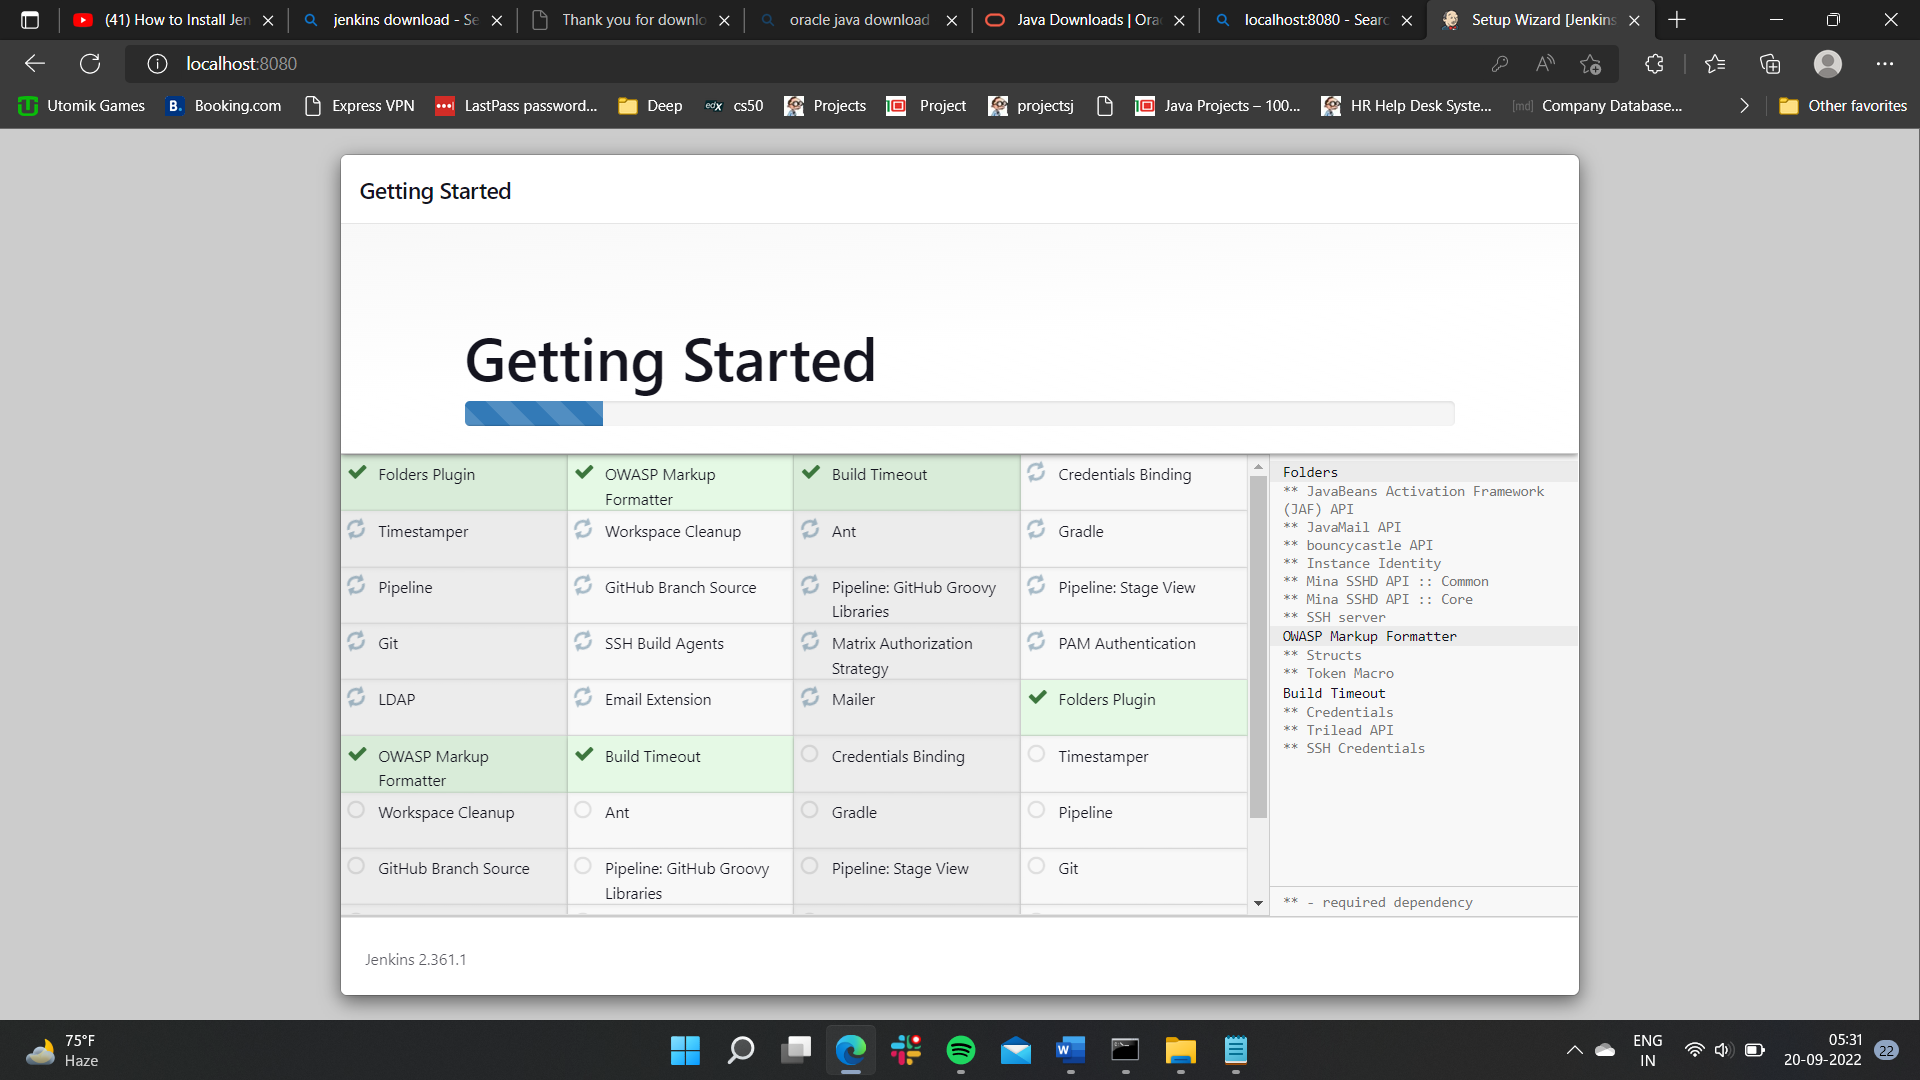 (41) How to Install Jen
jenkins download - Se
Thank you for downlo
oracle java download
Java Downloads | Ora
localhost:8080 - Searc
Setup Wizard [Jenkins
localhost:8080
Utomik Games
B.
Booking.com
Express VPN
LastPass password...
Deep
edx
cs50
Projects
Project
projectsj
Java Projects – 100...
HR Help Desk Syste...
[md]
Company Database...
Other favorites
Getting Started
Getting Started
Folders Plugin
OWASP Markup
Formatter
Build Timeout
Credentials Binding
Timestamper
Workspace Cleanup
Ant
Gradle
Pipeline
GitHub Branch Source
Pipeline: GitHub Groovy
Libraries
Pipeline: Stage View
Git
SSH Build Agents
Matrix Authorization
Strategy
PAM Authentication
LDAP
Email Extension
Mailer
Folders Plugin
OWASP Markup
Formatter
Build Timeout
Credentials Binding
Timestamper
Workspace Cleanup
Ant
Gradle
Pipeline
GitHub Branch Source
Pipeline: GitHub Groovy
Libraries
Pipeline: Stage View
Git
Folders
** JavaBeans Activation Framework
(JAF) API
** JavaMail API
** bouncycastle API
** Instance Identity
** Mina SSHD API :: Common
** Mina SSHD API :: Core
** SSH server
OWASP Markup Formatter
** Structs
** Token Macro
Build Timeout
** Credentials
** Trilead API
** SSH Credentials
** - required dependency
Jenkins 2.361.1
75°F
Haze
ENG
IN
05:31
20-09-2022
22